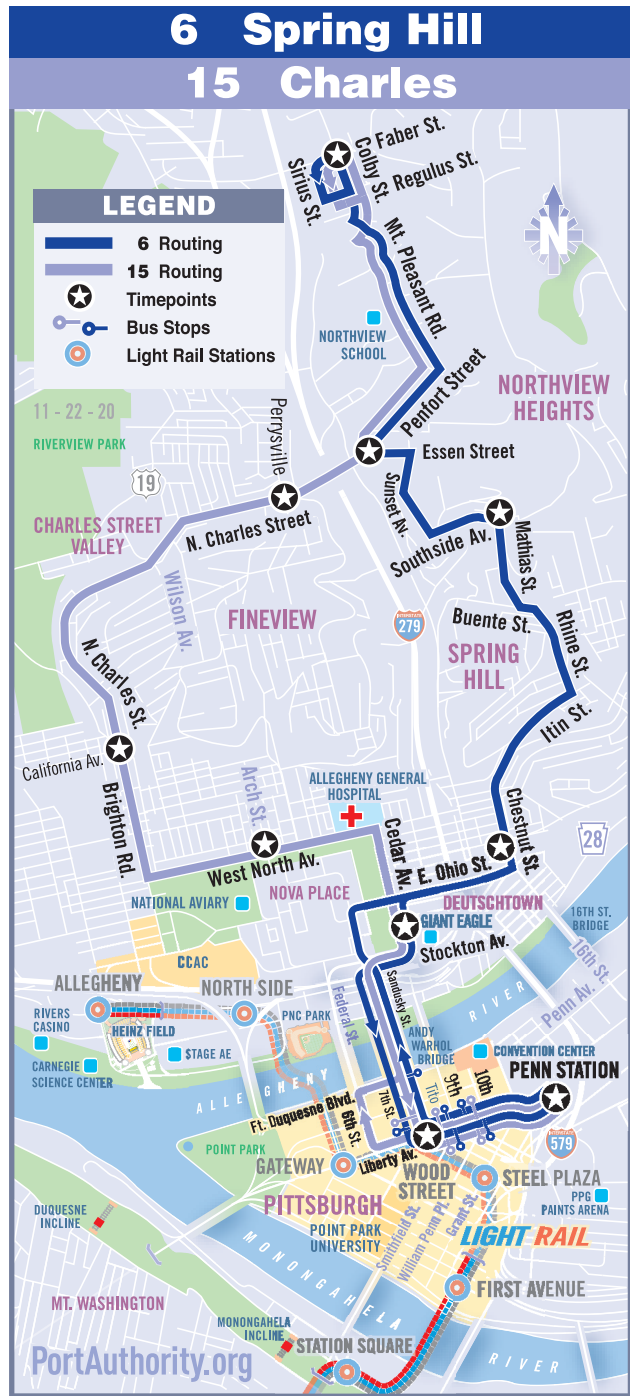 6 Spring Hill
15 Charles
Faber St.
Colby St.
Regulus St.
Sirius St.
LEGEND
6 Routing
15 Routing
Timepoints
Bus Stops
Light Rail Stations
N
Mt. Pleasant Rd.
NORTHVIEW
SCHOOL
Penfort Street
NORTHVIEW
HEIGHTS
11 - 22 - 20
RIVERVIEW PARK
Perrysville
Essen Street
19
Sunset Av.
CHARLES STREET
VALLEY
N. Charles Street
Southside Av.
Mathias St.
Wilson Av.
FINEVIEW
INTERSTATE
279
Buente St.
Rhine St.
SPRING
HILL
N. Charles St.
Itin St.
California Av.
Brighton Rd.
Arch St.
ALLEGHENY GENERAL
HOSPITAL
Cedar Av.
Chestnut St.
28
West North Av.
E. Ohio St.
NOVA PLACE
NATIONAL AVIARY
DEUTSCHTOWN
GIANT EAGLE
16TH ST.
BRIDGE
Stockton Av.
16th St.
CCAC
Penn Av.
ALLEGHENY
NORTH SIDE
Federal St.
Sandusky St.
RIVER
RIVERS
CASINO
HEINZ FIELD
PNC PARK
ANDY
WARHOL
BRIDGE
STAGE AE
CARNEGIE
SCIENCE CENTER
CONVENTION CENTER
PENN STATION
ALLEGHENY
Tito
9th
10th
Ft. Duquesne Blvd.
7th St.
6th St.
INTERSTATE
579
POINT PARK
GATEWAY
Liberty Av.
WOOD
STREET
STEEL PLAZA
PPG
PAINTS ARENA
DUQUESNE
INCLINE
PITTSBURGH
POINT PARK
UNIVERSITY
Smithfield St.
William Penn Pl.
Grant St.
LIGHT RAIL
MONONGAHELA
FIRST AVENUE
MT. WASHINGTON
MONONGAHELA
INCLINE
STATION SQUARE
RIVER
PortAuthority.org